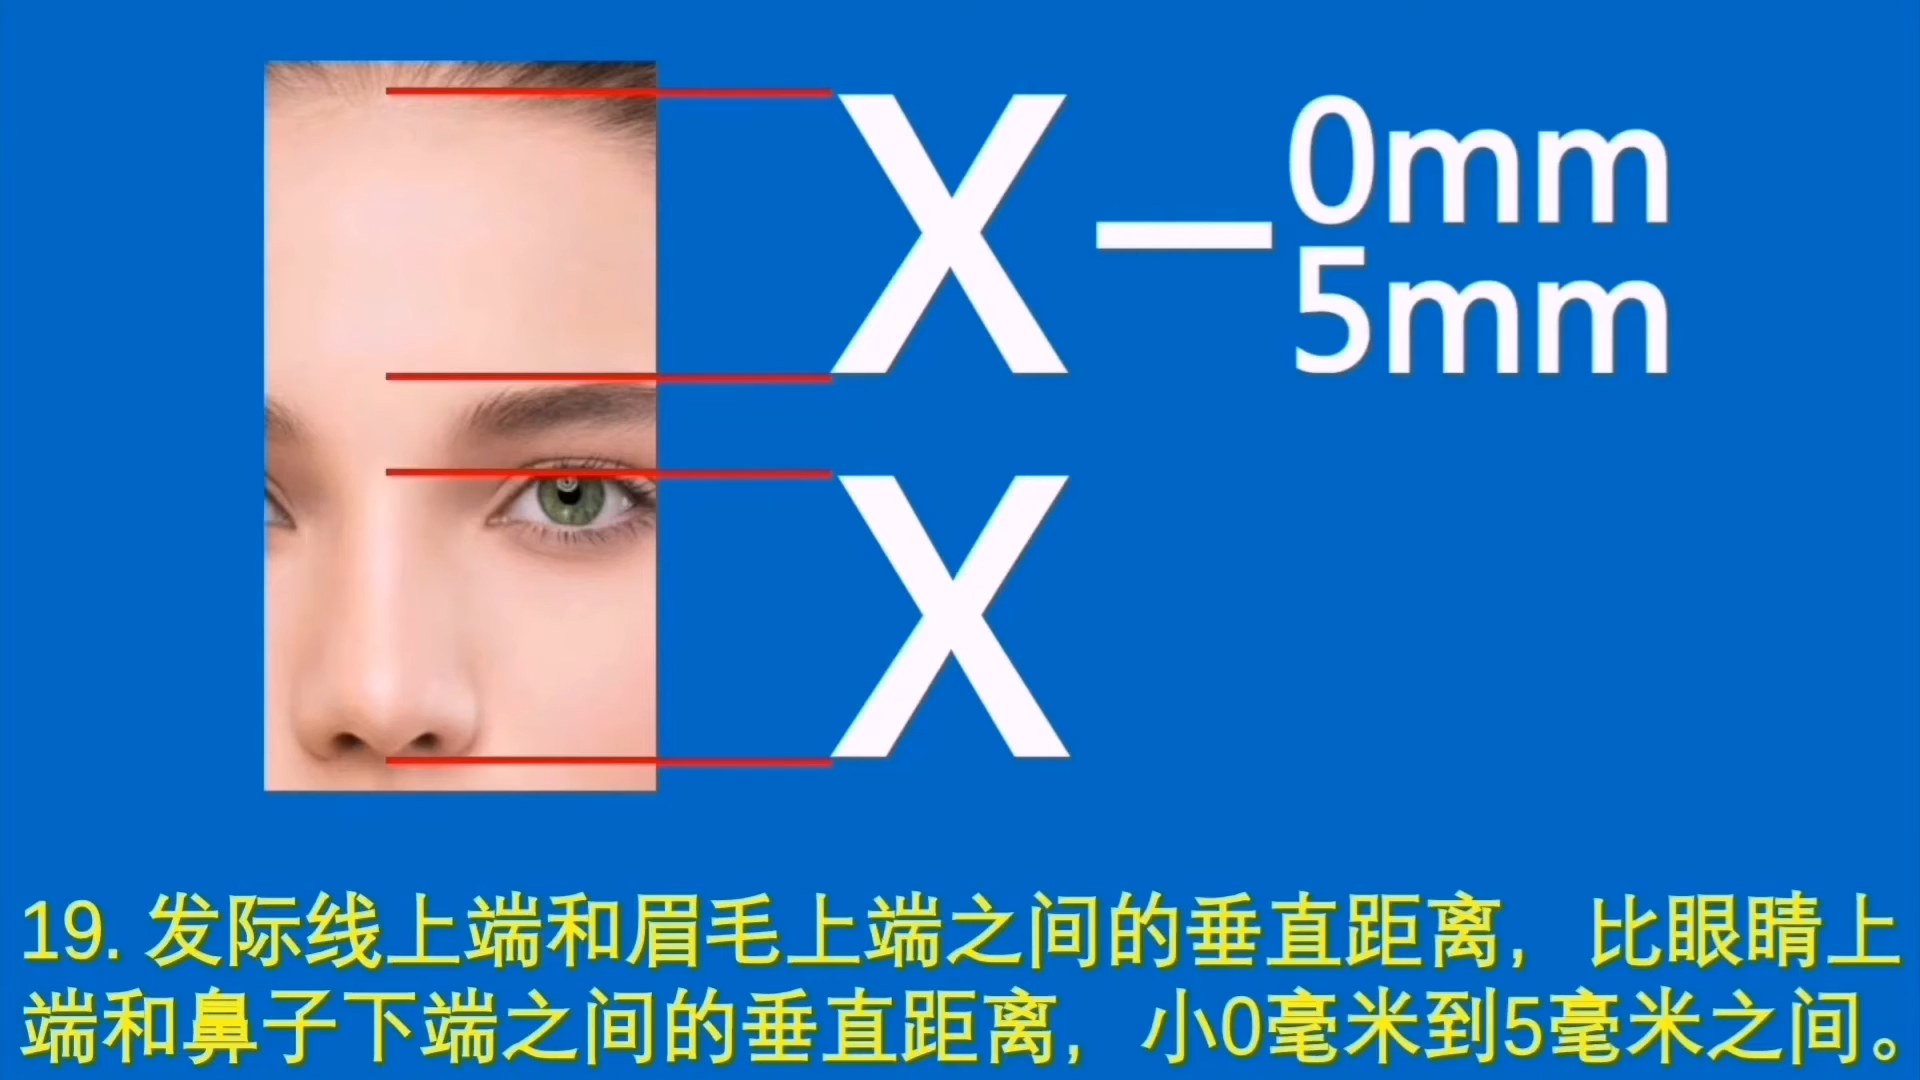 X
0mm
5mm
X
19. 发际线上端和眉毛上端之间的垂直距离，比眼睛上
端和鼻子下端之间的垂直距离，小0毫米到5毫米之间。